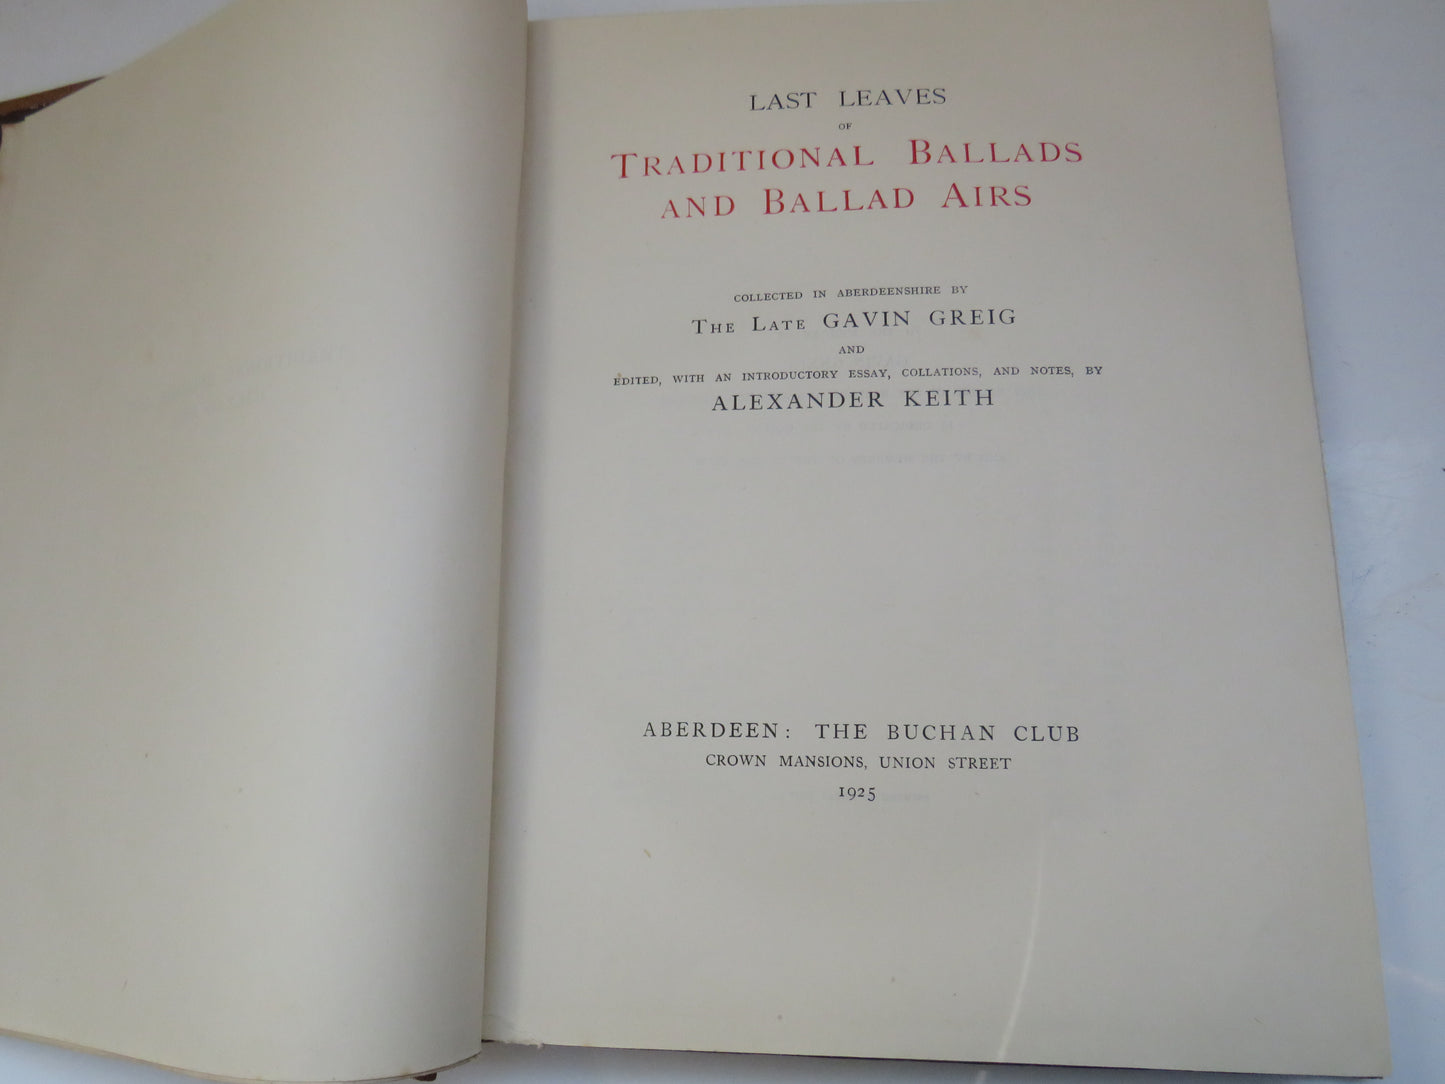 LAST LEAVES
OF
TRADITIONAL BALLADS
AND BALLAD AIRS
COLLECTED IN ABERDEENSHIRE BY
THE LATE GAVIN GREIG
AND
EDITED, WITH AN INTRODUCTORY ESSAY, COLLATIONS, AND NOTES, BY
ALEXANDER KEITH
ABERDEEN: THE BUCHAN CLUB
CROWN MANSIONS, UNION STREET
1925